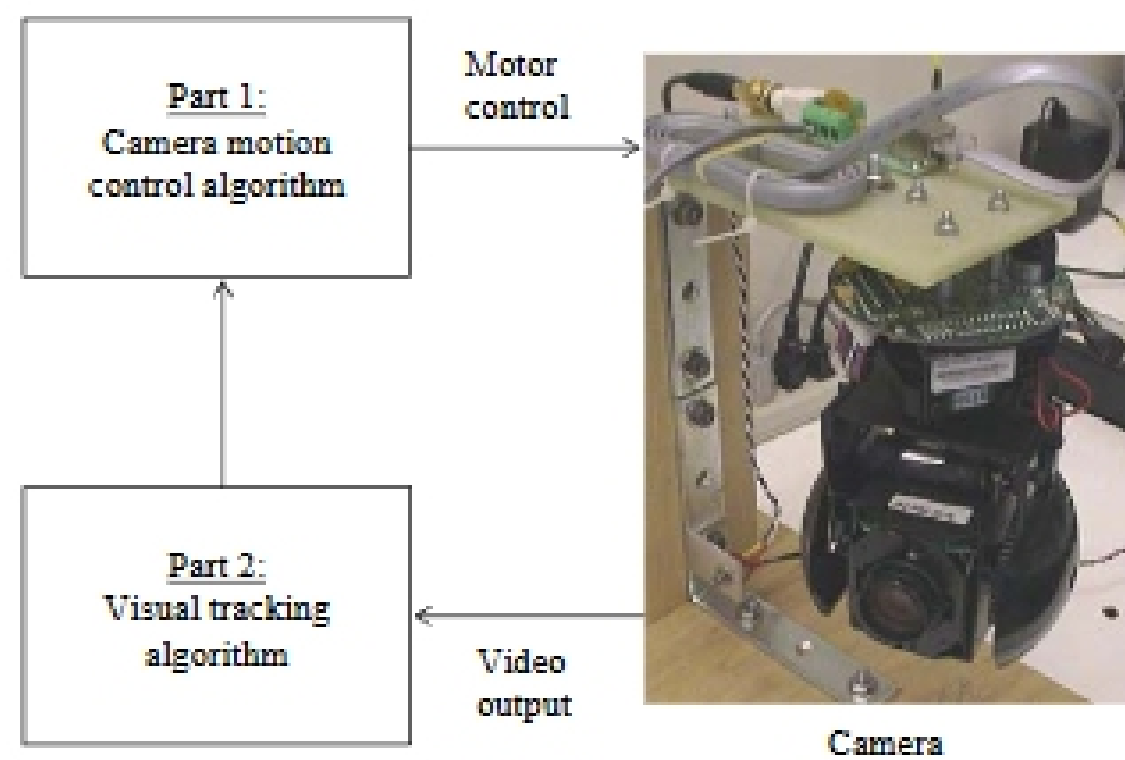 Part 1:
Camera motion
control algorithm
Motor
control
Part 2:
Visual tracking
algorithm
Video
output
Camera